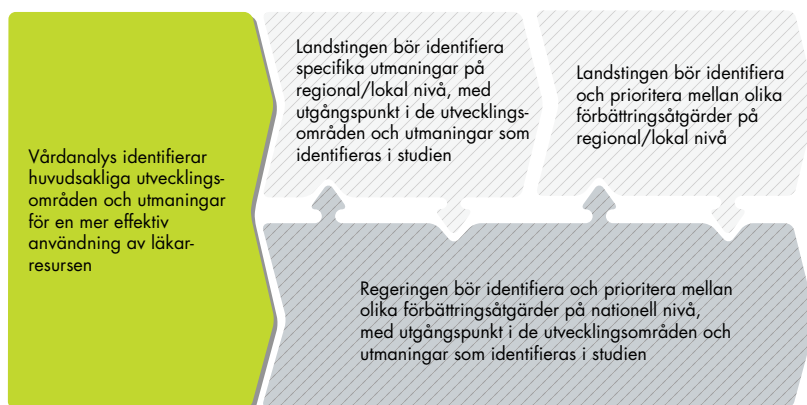 Vårdanalys identifierar
huvudsakliga utvecklings-
områden och utmaningar
för en mer effektiv
användning av läkar-
resursen
Landstingen bör identifiera
specifika utmaningar på
regional/lokal nivå, med
utgångspunkt i de utvecklings-
områden och utmaningar som
identifieras i studien
Landstingen bör identifiera
och prioritera mellan olika
förbättringsåtgärder på
regional/lokal nivå
Regeringen bör identifiera och prioritera mellan
olika förbättringsåtgärder på nationell nivå,
med utgångspunkt i de utvecklingsområden och
utmaningar som identifieras i studien